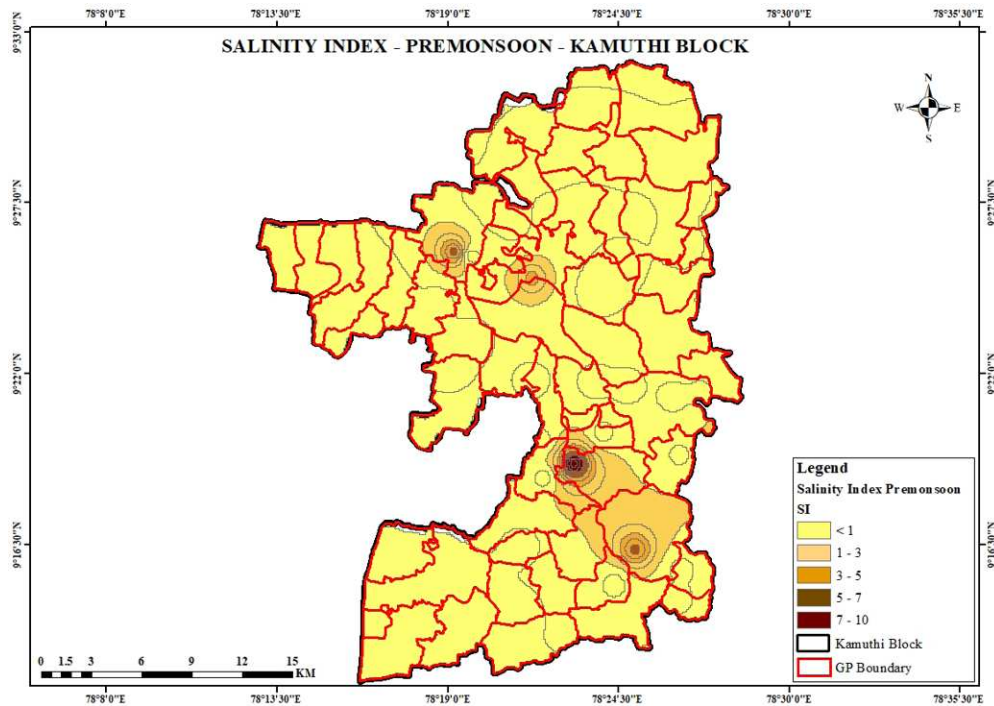 78°8'0"E 78°13'30"E 78°19'0"E 78°24'30"E 78°30'0"E 78°35'30"E
9°33'0"N
SALINITY INDEX - PREMONSOON - KAMUTHI BLOCK
N
W E
S
9°27'30"N
9°22'0"N
9°16'30"N
Legend
Salinity Index Premonsoon
SI
< 1
1 - 3
3 - 5
5 - 7
7 - 10
Kamuthi Block
GP Boundary
0 1.5 3 6 9 12 15
KM
78°8'0"E 78°13'30"E 78°19'0"E 78°24'30"E 78°30'0"E 78°35'30"E